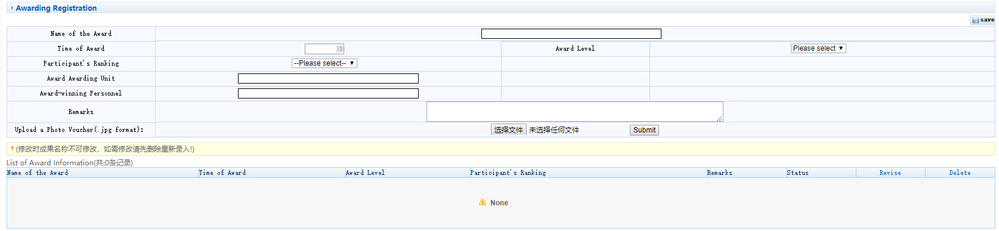 Awarding Registration
save
Name of the Award
Time of Award Award Level Please select
Participant's Ranking --Please select--
Award Awarding Unit
Award-winning Personnel
Remarks
Upload a Photo Voucher(.jpg format): 选择文件 未选择任何文件 Submit
! (修改时成果名称不可修改，如需修改请先删除重新录入!)
List of Award Information(共:0条记录)
Name of the Award Time of Award Award Level Participant's Ranking Remarks Status Revise Delete
None